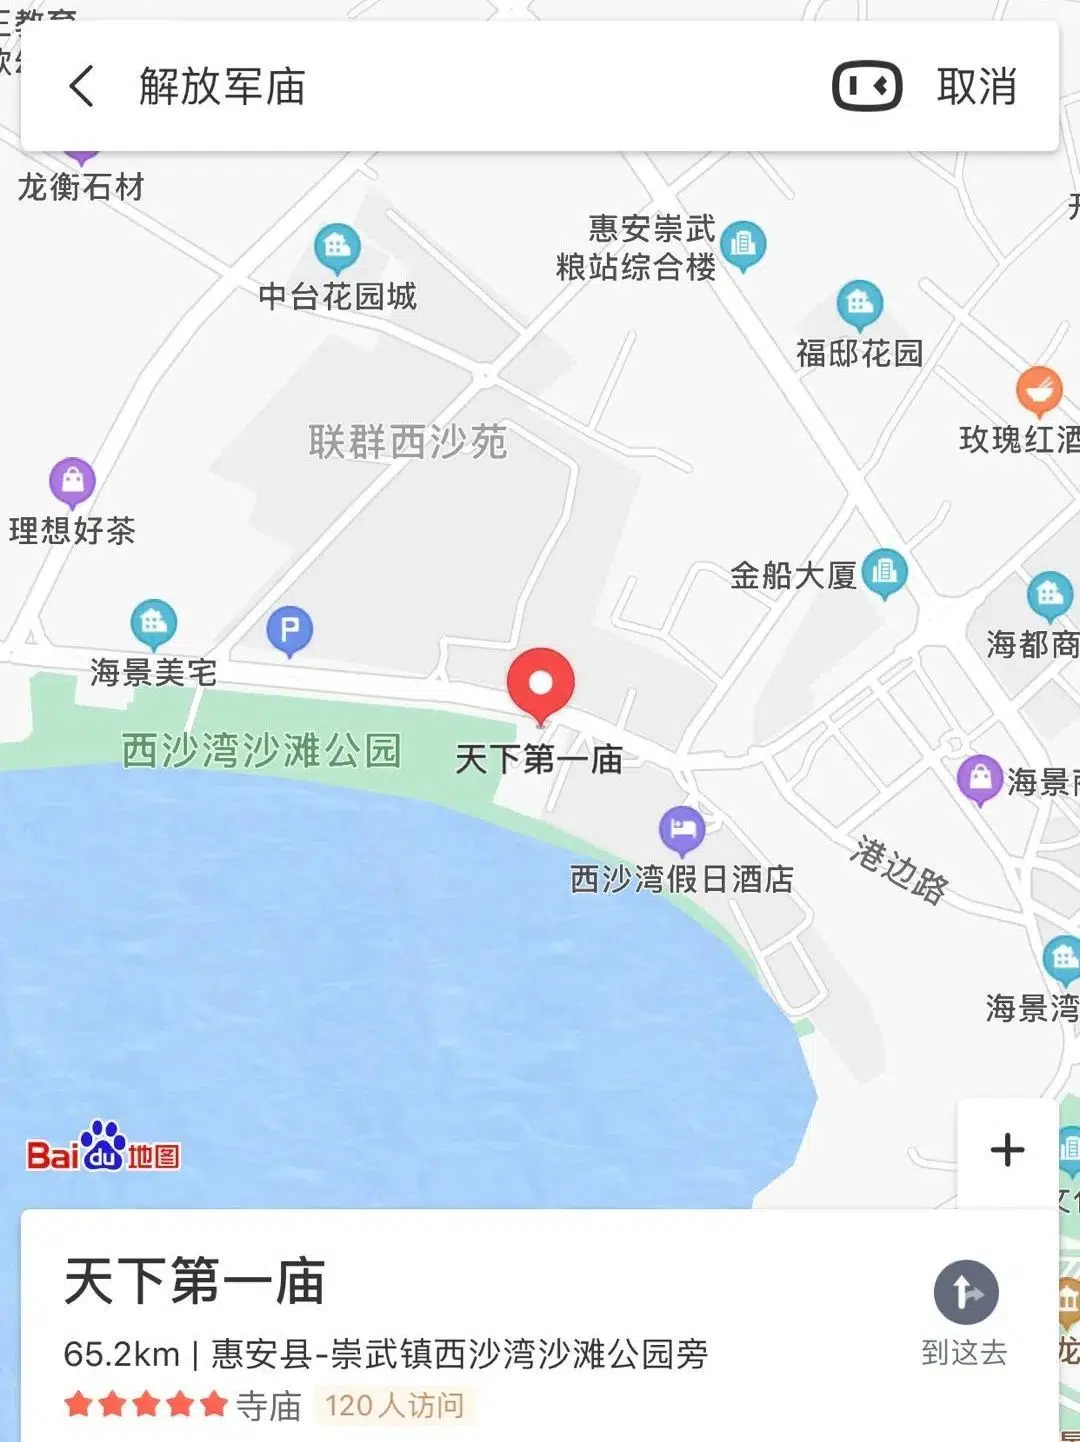 解放军庙
取消
龙衡石材
惠安崇武
粮站综合楼
中台花园城
福邸花园
联群西沙苑
玫瑰红酒
理想好茶
金船大厦
海都商
海景美宅
P
西沙湾沙滩公园
天下第一庙
海景商
西沙湾假日酒店
港边路
海景湾
Bai du 地图
天下第一庙
65.2km | 惠安县-崇武镇西沙湾沙滩公园旁
到这去
寺庙 120人访问